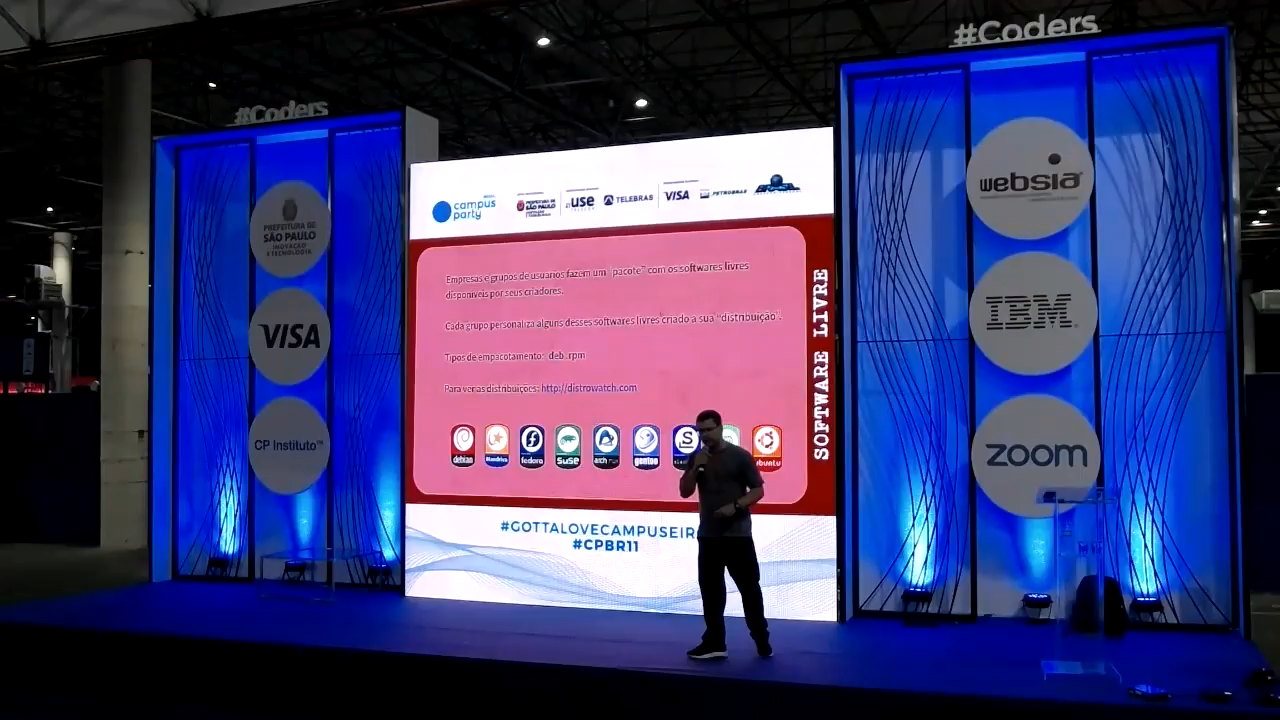 #Coders
#Coders
PREFEITURA DE
SÃO PAULO
INOVAÇÃO
E TECNOLOGIA
VISA
CP Instituto™
campus
party
PREFEITURA DE
SÃO PAULO
use
TELEBRAS
VISA
PETROBRAS
Empresas e grupos de usuarios fazem um "pacote" com os softwares livres
disponíveis por seus criadores.
Cada grupo personaliza alguns desses softwares livres criado a sua "distribuição".
Tipos de empacotamento: deb .rpm
Para ver as distribuições: http://distrowatch.com
debian
Mandriva
fedora
SuSE
arch
gentoo
ubuntu
SOFTWARE LIVRE
#GOTTALOVECAMPUSEIR
#CPBR11
websia
IBM
zoom